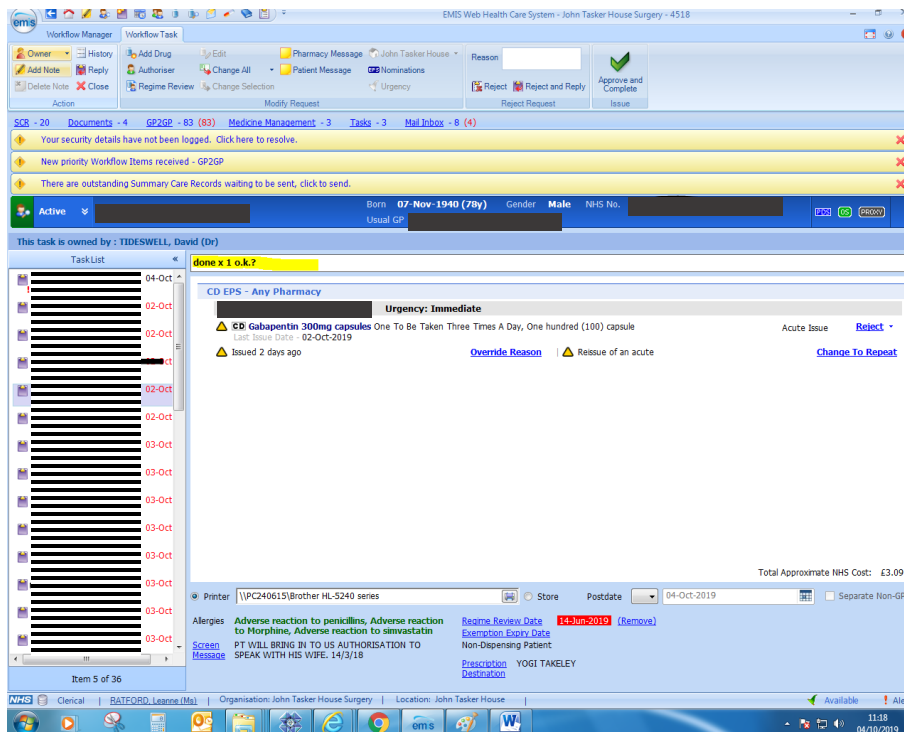 EMIS Web Health Care System - John Tasker House Surgery - 4518
ems
Workflow Manager Workflow Task
Owner History Add Drug Edit Pharmacy Message John Tasker House Reason
Add Note Reply Authoriser Change All Patient Message Nominations
Delete Note Close Regime Review Change Selection Urgency Reject Reject and Reply Approve and Complete
Action Modify Request Reject Request Issue
SCR - 20 Documents - 4 GP2GP - 83 (83) Medicine Management - 3 Tasks - 3 Mail Inbox - 8 (4)
Your security details have not been logged. Click here to resolve.
New priority Workflow Items received - GP2GP
There are outstanding Summary Care Records waiting to be sent, click to send.
Active Born 07-Nov-1940 (78y) Gender Male NHS No. PDS OS PROXY
Usual GP
This task is owned by : TIDESWELL, David (Dr)
Task List « done x 1 o.k.?
04-Oct
CD EPS - Any Pharmacy
02-Oct Urgency: Immediate
CD Gabapentin 300mg capsules One To Be Taken Three Times A Day, One hundred (100) capsule Acute Issue Reject
02-Oct Last Issue Date - 02-Oct-2019
ct Issued 2 days ago Override Reason Reissue of an acute Change To Repeat
02-Oct
02-Oct
03-Oct
03-Oct
03-Oct
03-Oct
03-Oct
Total Approximate NHS Cost: £3.09
03-Oct Printer \\PC240615\Brother HL-5240 series Store Postdate 04-Oct-2019 Separate Non-GP
03-Oct Allergies Adverse reaction to penicillins, Adverse reaction Regime Review Date 14-Jun-2019 (Remove)
to Morphine, Adverse reaction to simvastatin Exemption Expiry Date
03-Oct Screen PT WILL BRING IN TO US AUTHORISATION TO Non-Dispensing Patient
Message SPEAK WITH HIS WIFE. 14/3/18
Prescription YOGI TAKELEY
Item 5 of 36 Destination
NHS Clerical RATFORD, Leanne (Ms) Organisation: John Tasker House Surgery Location: John Tasker House Available Ale
ems W 11:18
04/10/2019